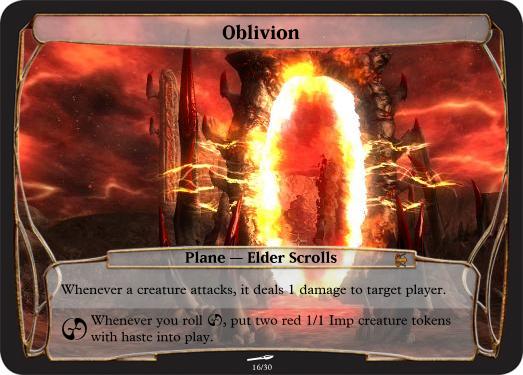 Oblivion
Plane — Elder Scrolls
Whenever a creature attacks, it deals 1 damage to target player.
Whenever you roll , put two red 1/1 Imp creature tokens
with haste into play.
16/30